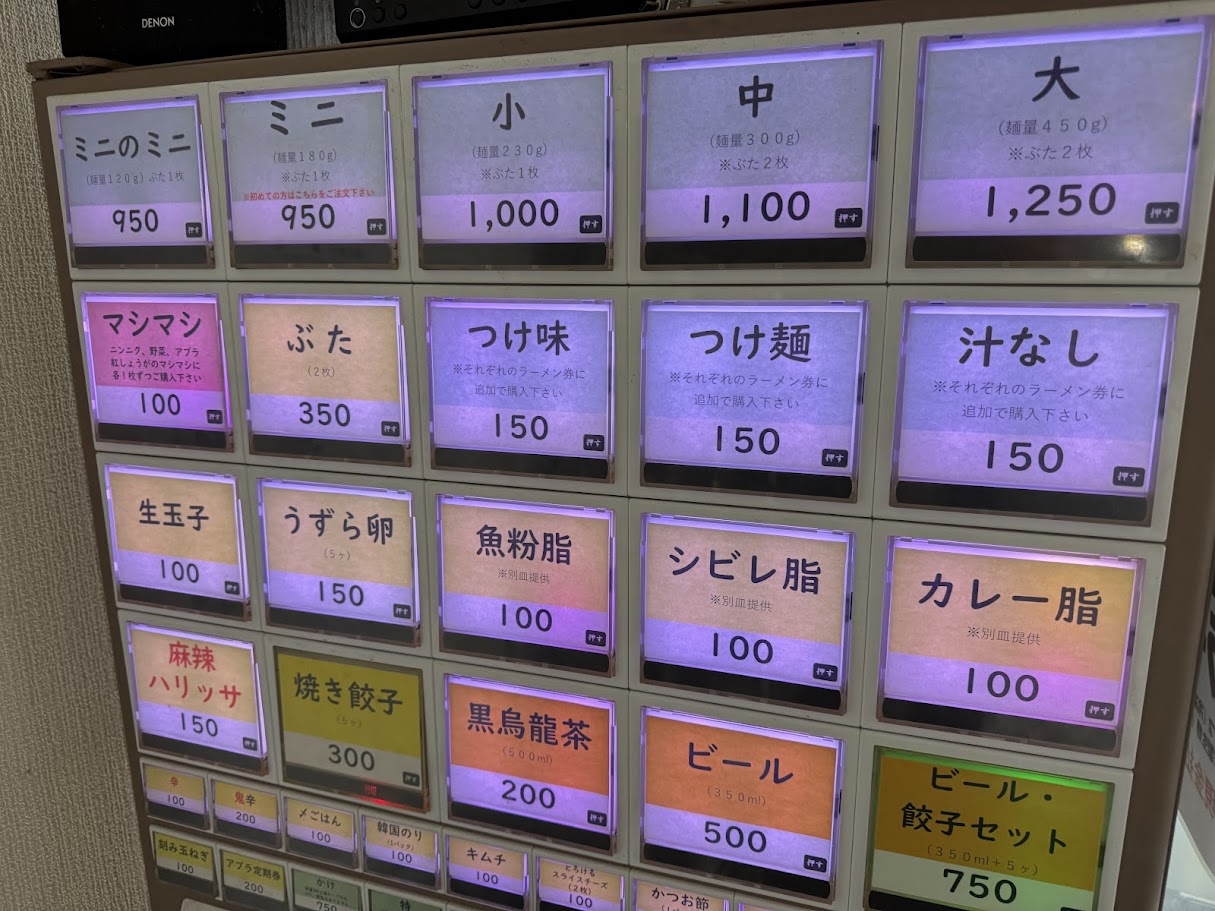 DENON
ミニのミニ
(麺量120g) ぶた1枚
950
押す
ミニ
(麺量180g)
※ぶた1枚
※初めての方はこちらをご注文下さい
950
押す
小
(麺量230g)
※ぶた1枚
1,000
押す
中
(麺量300g)
※ぶた2枚
1,100
押す
大
(麺量450g)
※ぶた2枚
1,250
押す
マシマシ
ニンニク、野菜、アブラ
紅しょうがのマシマシに
各1枚ずつご購入下さい
100
押す
ぶた
(2枚)
350
押す
つけ味
※それぞれのラーメン券に
追加で購入下さい
150
押す
つけ麺
※それぞれのラーメン券に
追加で購入下さい
150
押す
汁なし
※それぞれのラーメン券に
追加で購入下さい
150
押す
生玉子
100
押す
うずら卵
(5ヶ)
150
押す
魚粉脂
※別皿提供
100
押す
シビレ脂
※別皿提供
100
押す
カレー脂
※別皿提供
100
押す
麻辣
ハリッサ
150
押す
焼き餃子
(5ヶ)
300
押す
黒烏龍茶
(500ml)
200
押す
ビール
(350ml)
500
押す
ビール・
餃子セット
(350ml+5ヶ)
750
辛
100
鬼辛
200
〆ごはん
100
韓国のり
(1パック)
100
キムチ
100
とろける
スライスチーズ
(2枚)
100
かつお節
刻み玉ねぎ
100
アブラ定期券
200
かけ
750
特